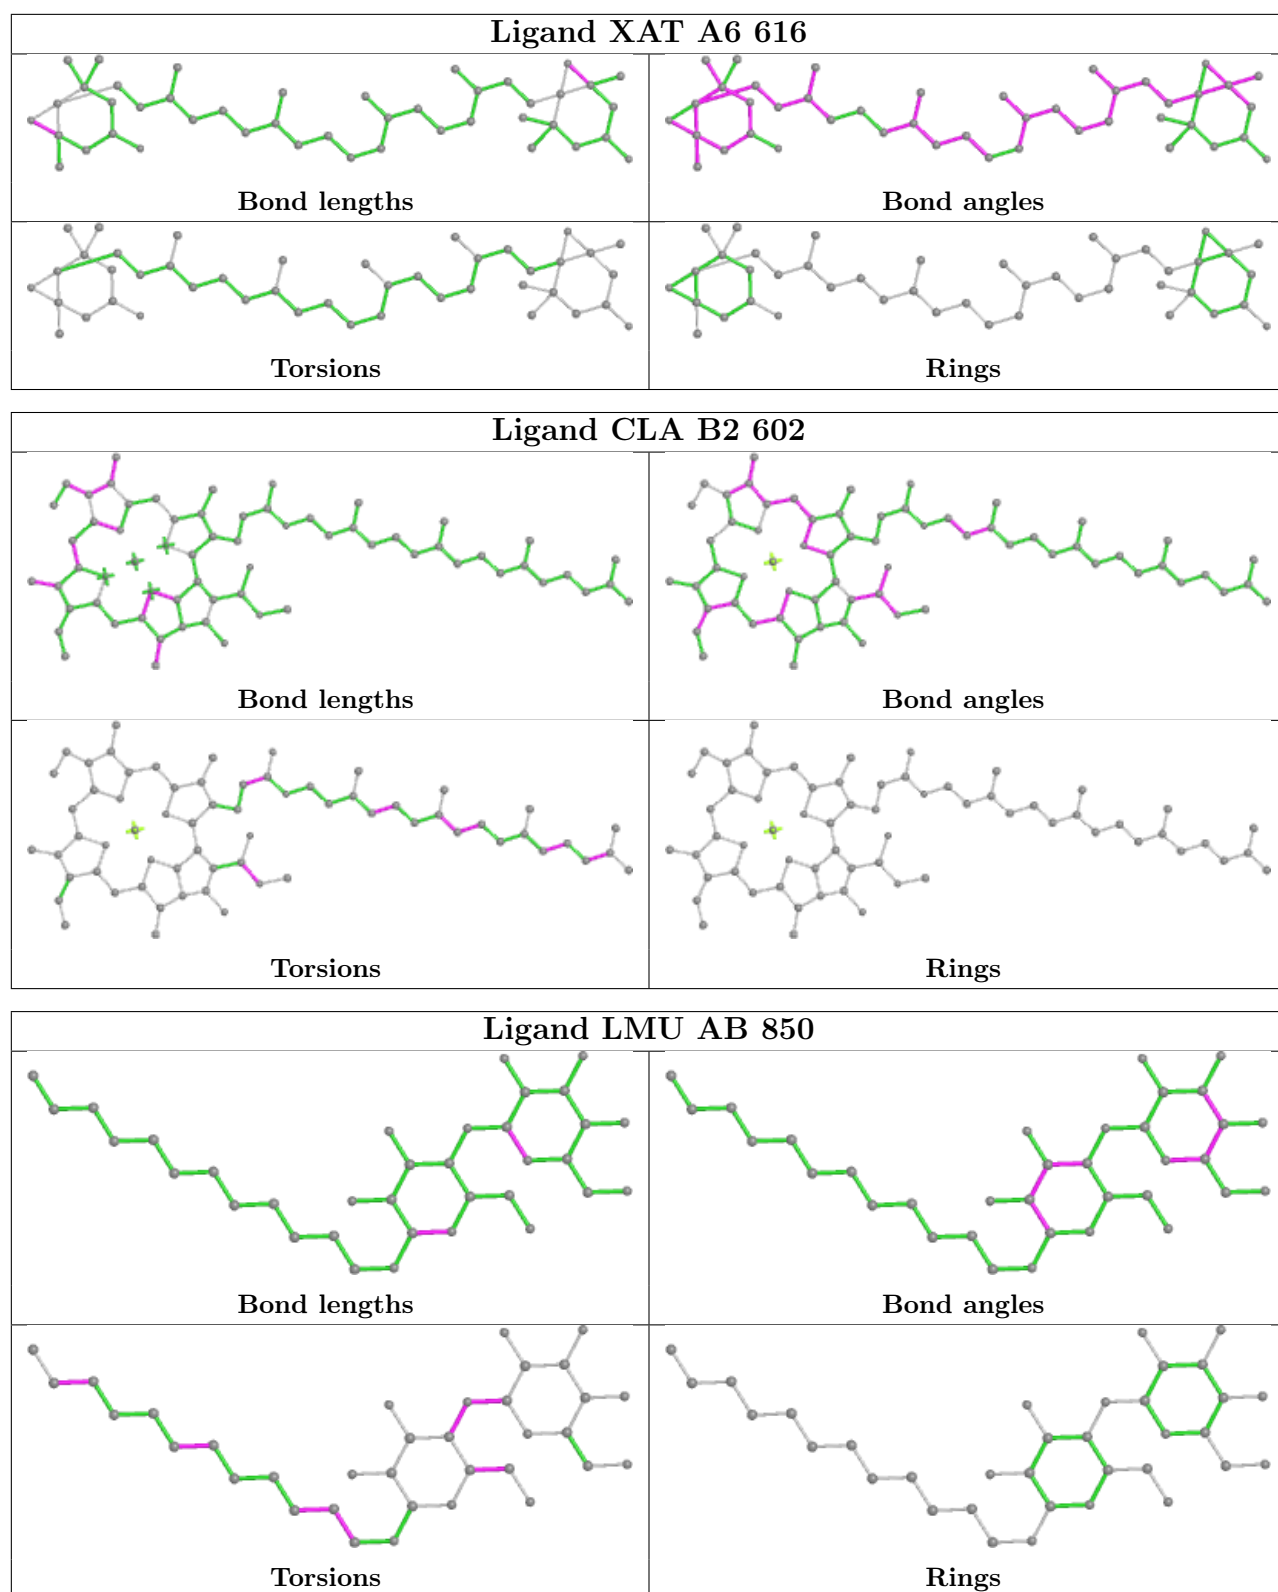 Ligand XAT A6 616
Bond lengths
Bond angles
Torsions
Rings
Ligand CLA B2 602
Bond lengths
Bond angles
Torsions
Rings
Ligand LMU AB 850
Bond lengths
Bond angles
Torsions
Rings